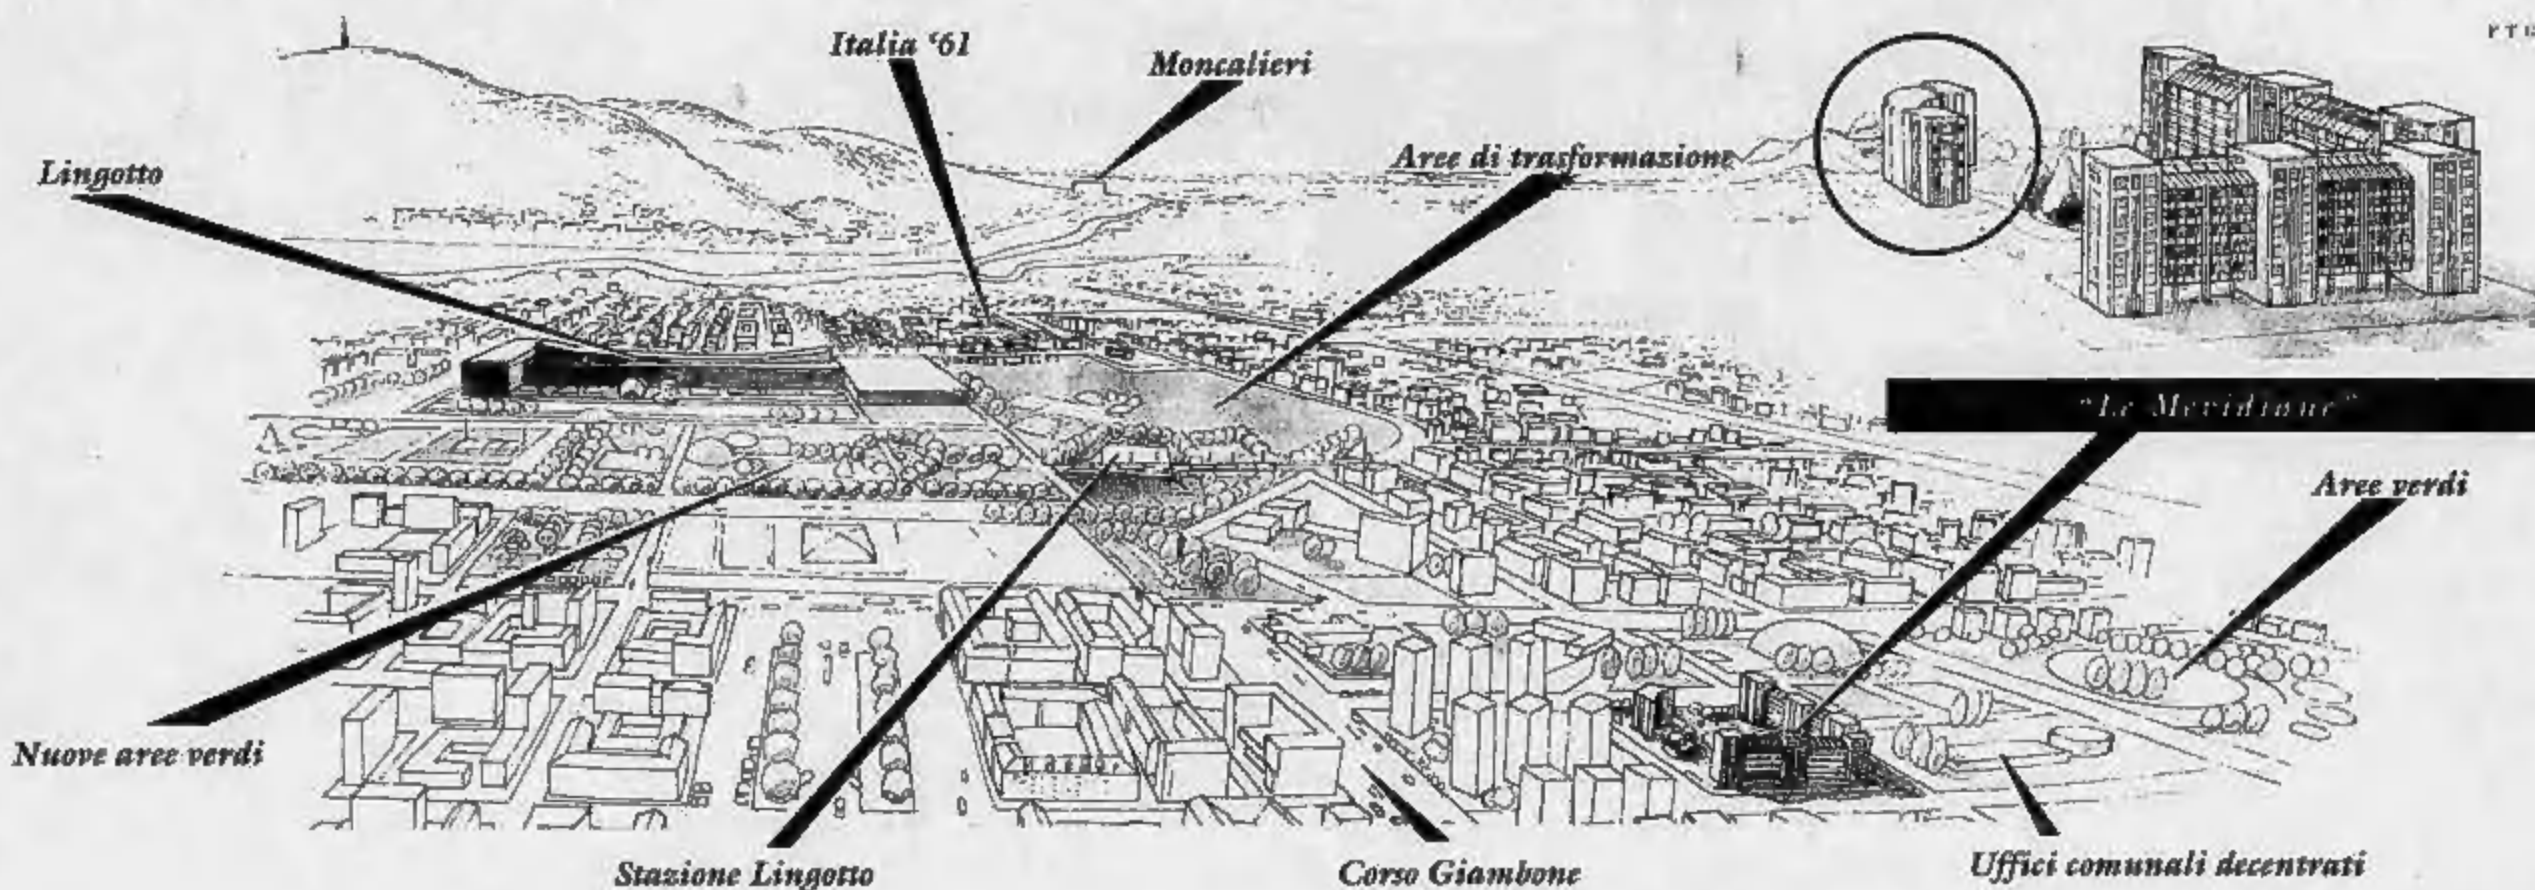 Italia '61
Moncalieri
Aree di trasformazione
Lingotto
"Le Meridiane"
Aree verdi
Nuove aree verdi
Stazione Lingotto
Corso Giambone
Uffici comunali decentrati